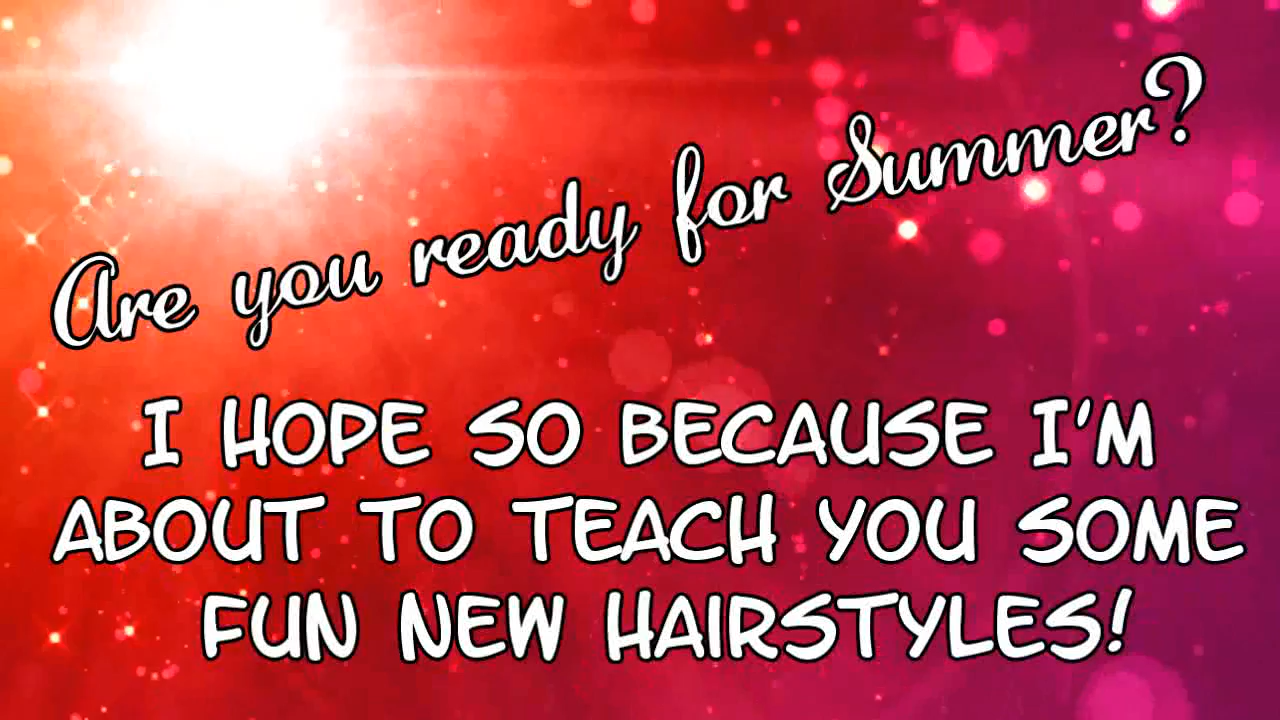 Are you ready for Summer?
I HOPE SO BECAUSE I'M
ABOUT TO TEACH YOU SOME
FUN NEW HAIRSTYLES!